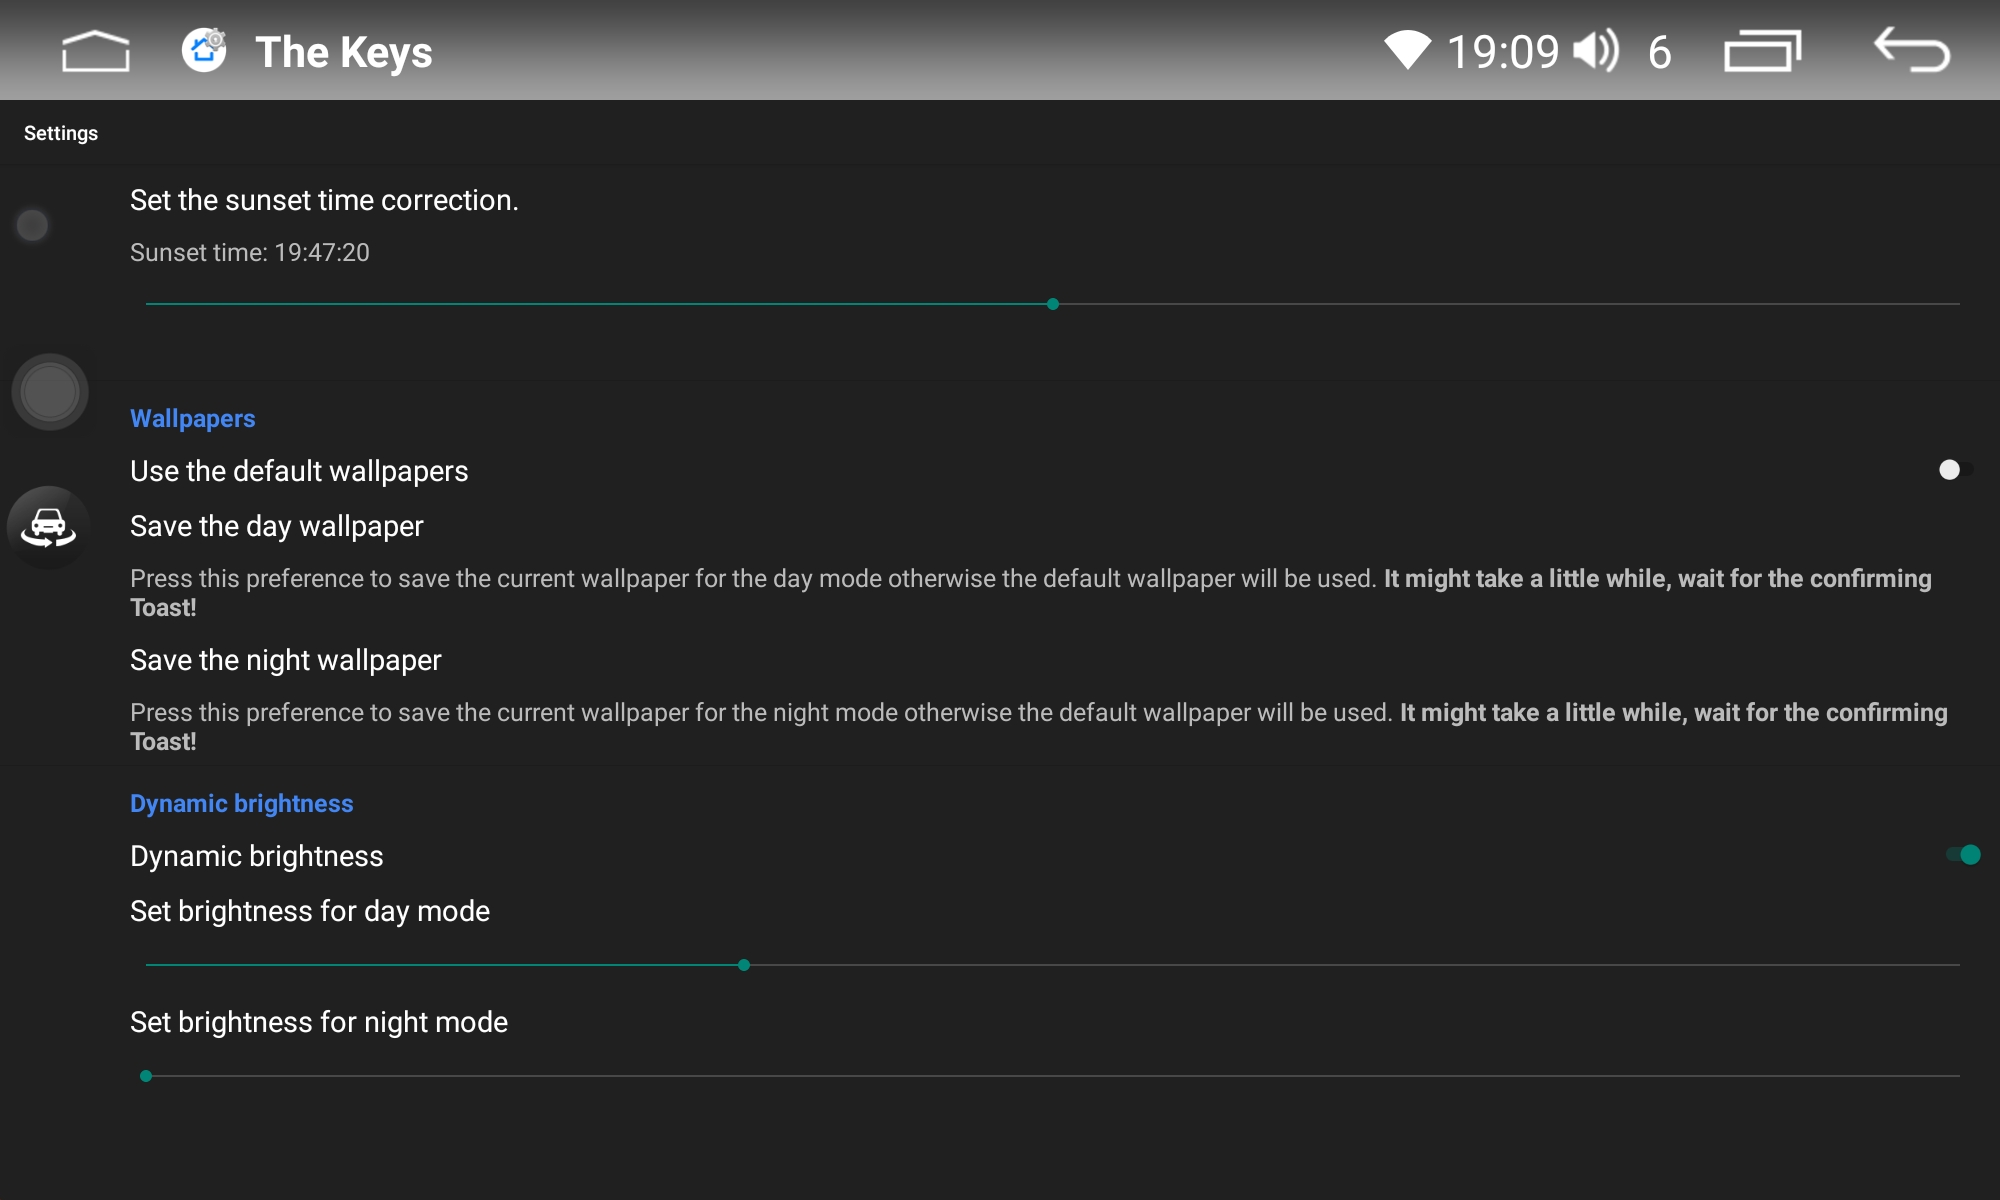 The Keys
19:09 6
Settings
Set the sunset time correction.
Sunset time: 19:47:20
Wallpapers
Use the default wallpapers
Save the day wallpaper
Press this preference to save the current wallpaper for the day mode otherwise the default wallpaper will be used. It might take a little while, wait for the confirming
Toast!
Save the night wallpaper
Press this preference to save the current wallpaper for the night mode otherwise the default wallpaper will be used. It might take a little while, wait for the confirming
Toast!
Dynamic brightness
Dynamic brightness
Set brightness for day mode
Set brightness for night mode